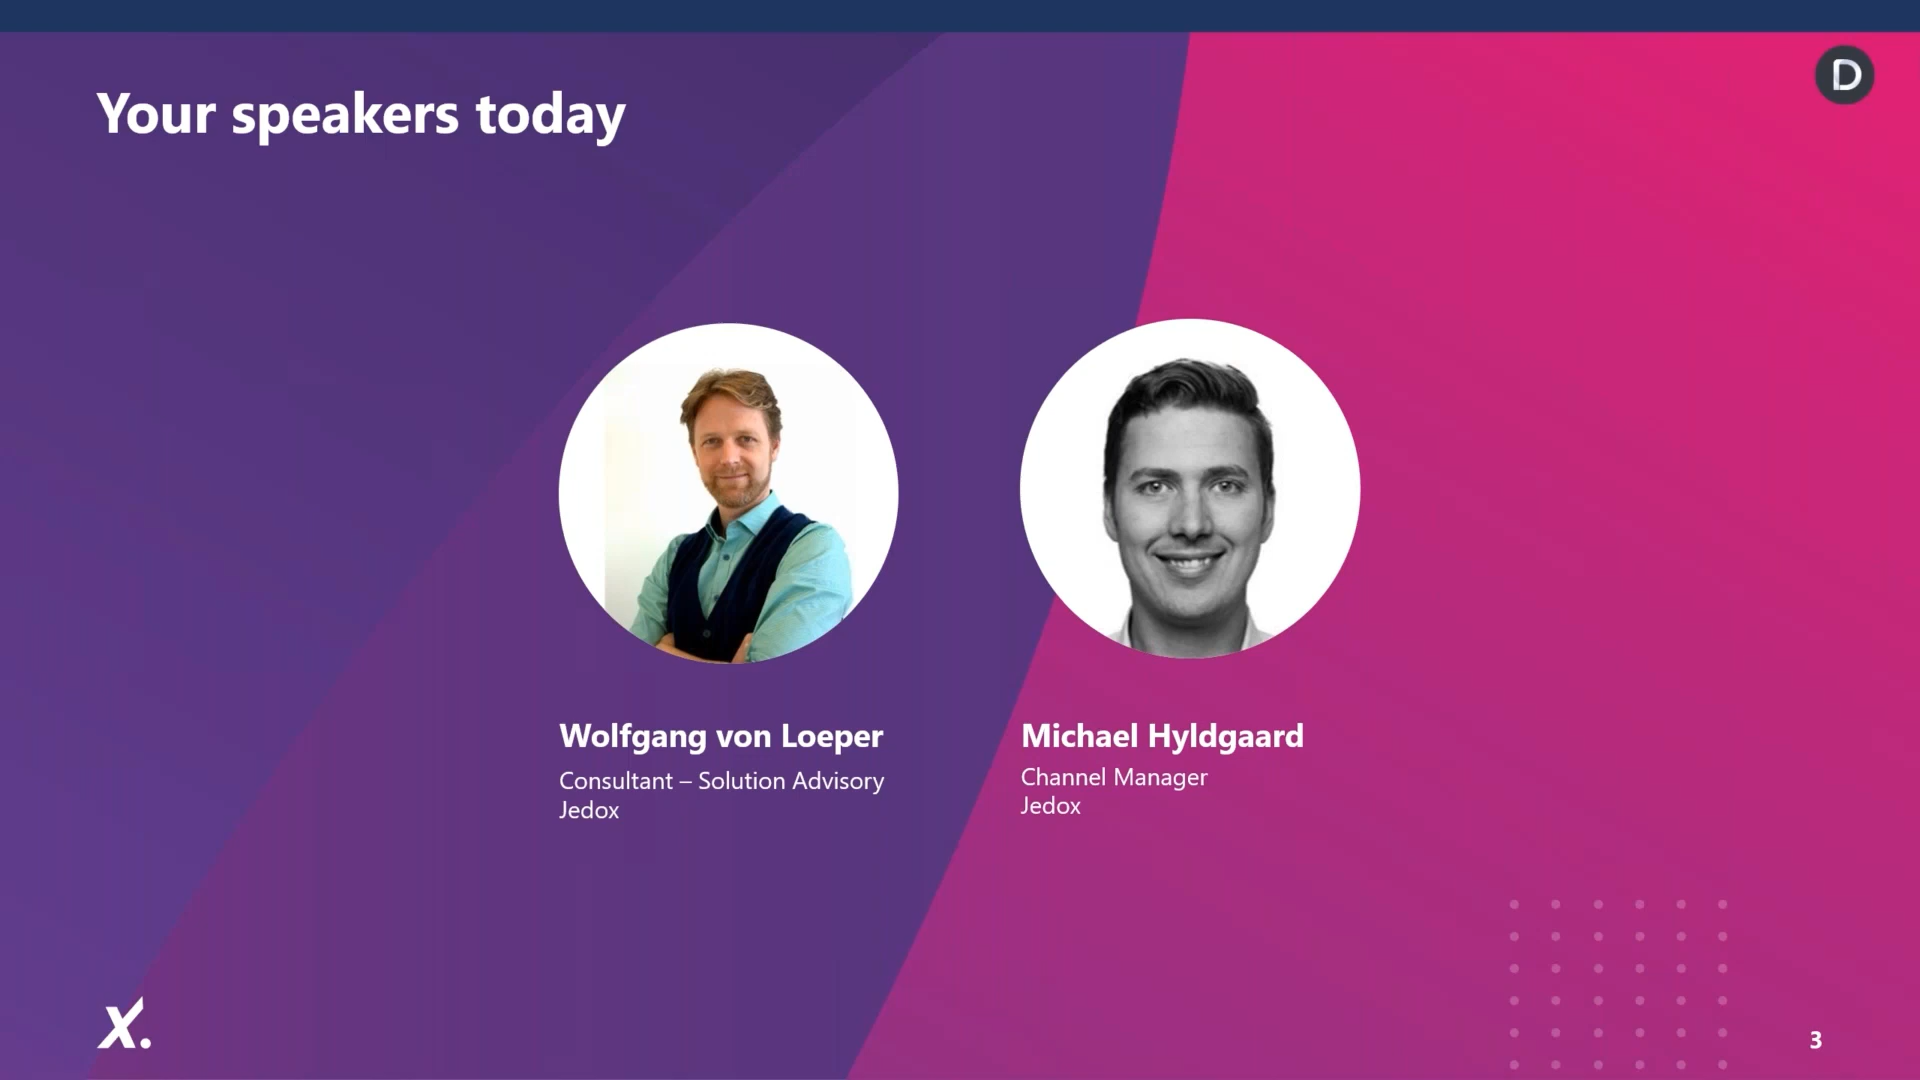 Your speakers today
D
Wolfgang von Loeper
Consultant – Solution Advisory
Jedox
Michael Hyldgaard
Channel Manager
Jedox
x.
3